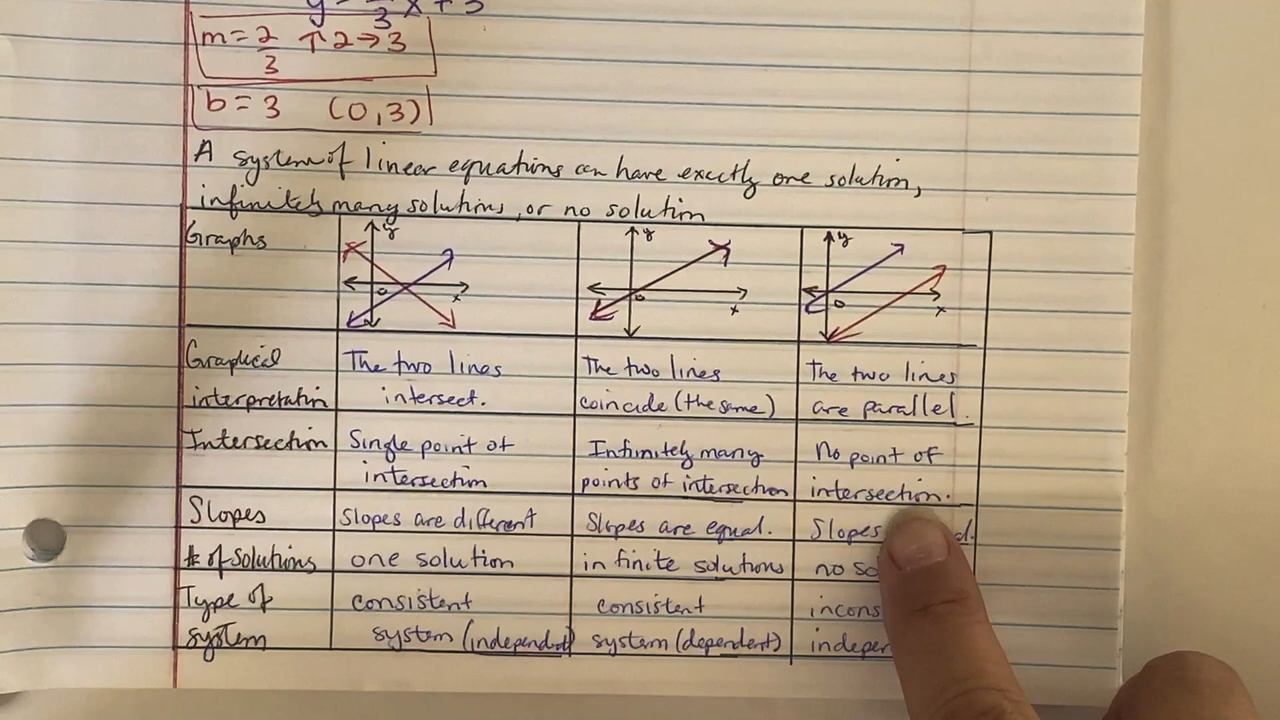 y = 2/3 x + 3
m = 2/3 ↑2→3
b = 3 (0,3)
A system of linear equations can have exactly one solution,
infinitely many solutions, or no solution
Graphs
y
o
x
y
o
x
y
o
x
Graphical
interpretation
The two lines
intersect.
The two lines
coincide (the same)
The two lines
are parallel.
Intersection
Single point of
intersection
Infinitely many
points of intersection
No point of
intersection.
Slopes
Slopes are different
Slopes are equal.
Slopes
# of solutions
one solution
infinite solutions
no
Type of
system
consistent
system (independent)
consistent
system (dependent)